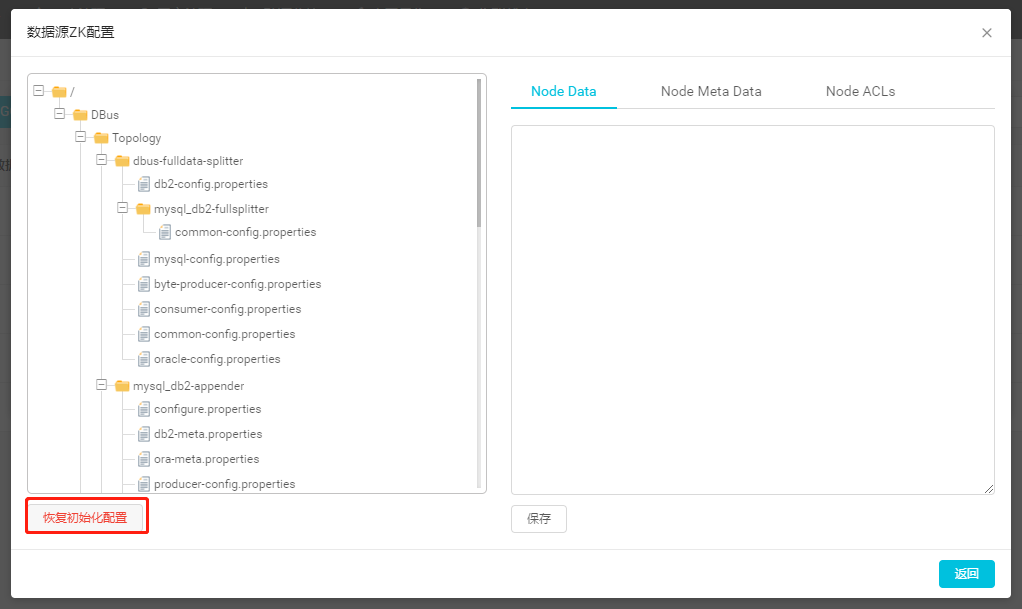 数据源ZK配置
/
DBus
Topology
dbus-fulldata-splitter
db2-config.properties
mysql_db2-fullsplitter
common-config.properties
mysql-config.properties
byte-producer-config.properties
consumer-config.properties
common-config.properties
oracle-config.properties
mysql_db2-appender
configure.properties
db2-meta.properties
ora-meta.properties
producer-config.properties
恢复初始化配置
Node Data
Node Meta Data
Node ACLs
保存
返回